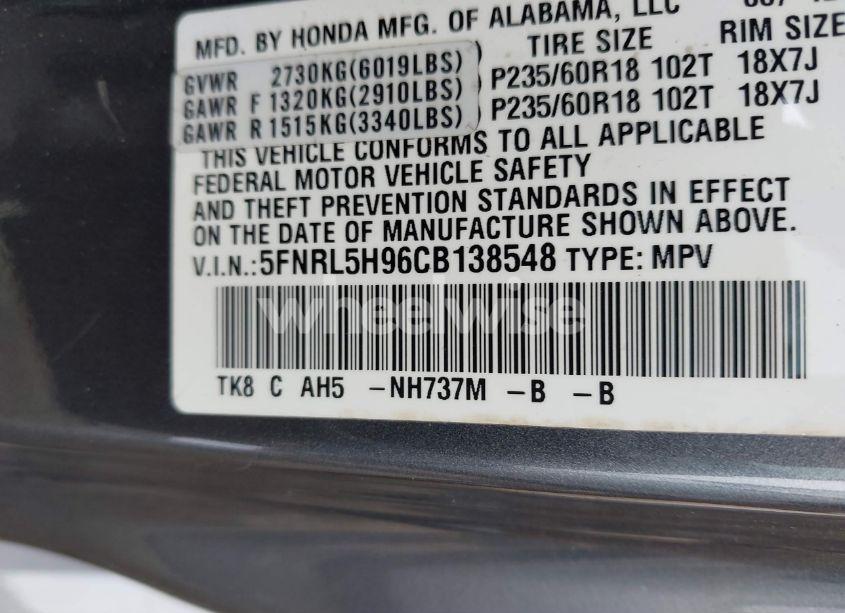 MFD. BY HONDA MFG. OF ALABAMA, LLC
TIRE SIZE RIM SIZE
GVWR 2730KG(6019LBS)
GAWR F 1320KG(2910LBS) P235/60R18 102T 18X7J
GAWR R 1515KG(3340LBS) P235/60R18 102T 18X7J
THIS VEHICLE CONFORMS TO ALL APPLICABLE
FEDERAL MOTOR VEHICLE SAFETY
AND THEFT PREVENTION STANDARDS IN EFFECT
ON THE DATE OF MANUFACTURE SHOWN ABOVE.
V.I.N.: 5FNRL5H96CB138548 TYPE: MPV
wheelwise
TK8 C AH5 -NH737M -B -B